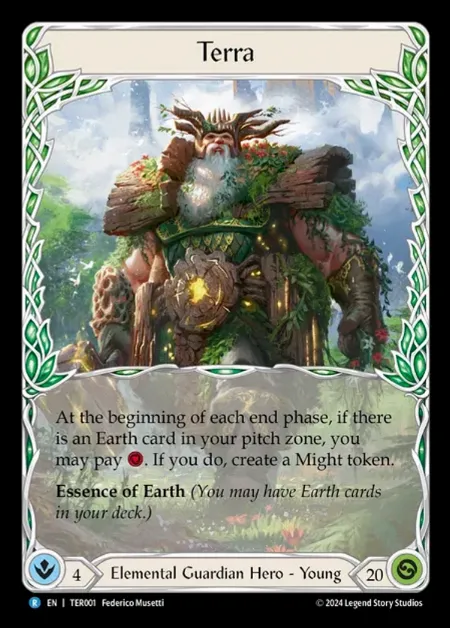 Terra
At the beginning of each end phase, if there
is an Earth card in your pitch zone, you
may pay . If you do, create a Might token.
Essence of Earth (You may have Earth cards
in your deck.)
4 Elemental Guardian Hero - Young 20
R EN | TER001 Federico Musetti © 2024 Legend Story Studios